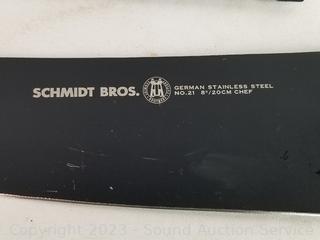 SCHMIDT BROS.
GERMAN STAINLESS STEEL
NO.21 8"/20CM CHEF
Copyright 2023 - Sound Auction Service